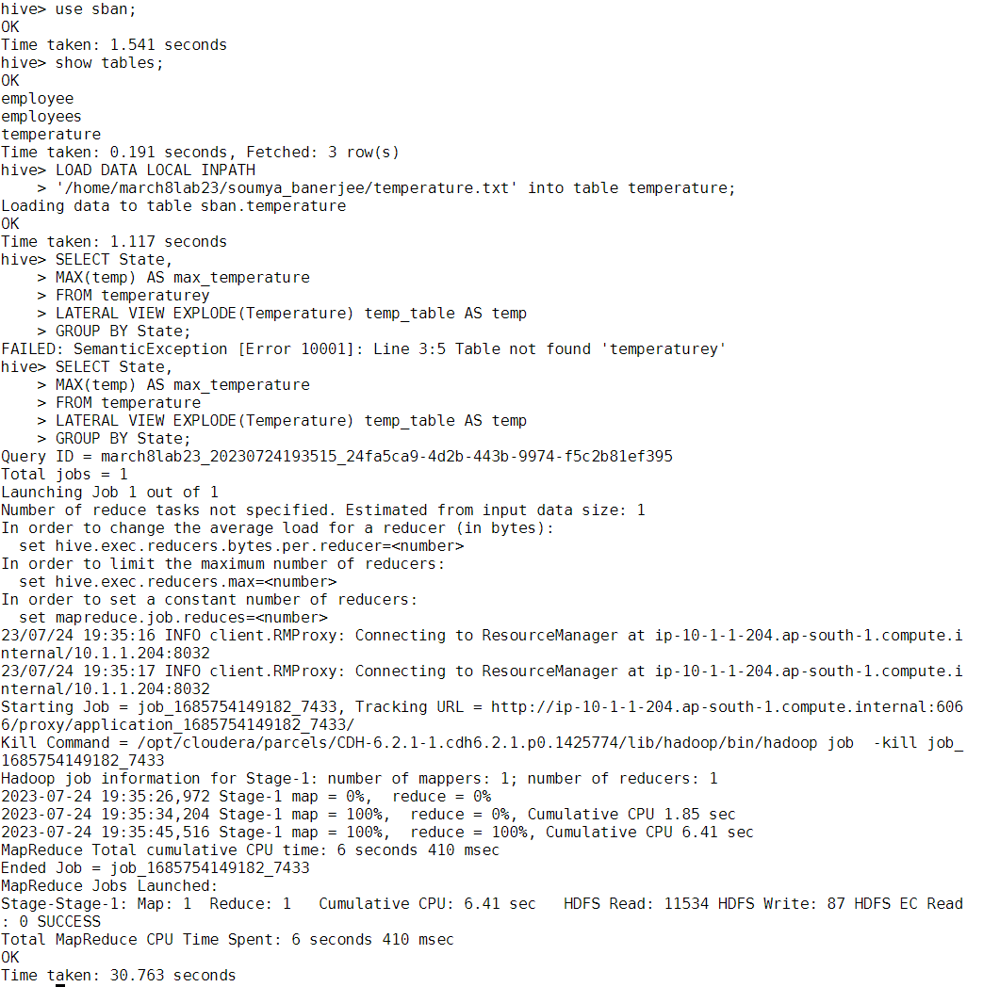 hive> use sban;
OK
Time taken: 1.541 seconds
hive> show tables;
OK
employee
employees
temperature
Time taken: 0.191 seconds, Fetched: 3 row(s)
hive> LOAD DATA LOCAL INPATH
    > '/home/march8lab23/soumya_banerjee/temperature.txt' into table temperature;
Loading data to table sban.temperature
OK
Time taken: 1.117 seconds
hive> SELECT State,
    > MAX(temp) AS max_temperature
    > FROM temperaturey
    > LATERAL VIEW EXPLODE(Temperature) temp_table AS temp
    > GROUP BY State;
FAILED: SemanticException [Error 10001]: Line 3:5 Table not found 'temperaturey'
hive> SELECT State,
    > MAX(temp) AS max_temperature
    > FROM temperature
    > LATERAL VIEW EXPLODE(Temperature) temp_table AS temp
    > GROUP BY State;
Query ID = march8lab23_20230724193515_24fa5ca9-4d2b-443b-9974-f5c2b81ef395
Total jobs = 1
Launching Job 1 out of 1
Number of reduce tasks not specified. Estimated from input data size: 1
In order to change the average load for a reducer (in bytes):
  set hive.exec.reducers.bytes.per.reducer=<number>
In order to limit the maximum number of reducers:
  set hive.exec.reducers.max=<number>
In order to set a constant number of reducers:
  set mapreduce.job.reduces=<number>
23/07/24 19:35:16 INFO client.RMProxy: Connecting to ResourceManager at ip-10-1-1-204.ap-south-1.compute.i
nternal/10.1.1.204:8032
23/07/24 19:35:17 INFO client.RMProxy: Connecting to ResourceManager at ip-10-1-1-204.ap-south-1.compute.i
nternal/10.1.1.204:8032
Starting Job = job_1685754149182_7433, Tracking URL = http://ip-10-1-1-204.ap-south-1.compute.internal:606
6/proxy/application_1685754149182_7433/
Kill Command = /opt/cloudera/parcels/CDH-6.2.1-1.cdh6.2.1.p0.1425774/lib/hadoop/bin/hadoop job  -kill job_
1685754149182_7433
Hadoop job information for Stage-1: number of mappers: 1; number of reducers: 1
2023-07-24 19:35:26,972 Stage-1 map = 0%,  reduce = 0%
2023-07-24 19:35:34,204 Stage-1 map = 100%,  reduce = 0%, Cumulative CPU 1.85 sec
2023-07-24 19:35:45,516 Stage-1 map = 100%,  reduce = 100%, Cumulative CPU 6.41 sec
MapReduce Total cumulative CPU time: 6 seconds 410 msec
Ended Job = job_1685754149182_7433
MapReduce Jobs Launched:
Stage-Stage-1: Map: 1  Reduce: 1   Cumulative CPU: 6.41 sec   HDFS Read: 11534 HDFS Write: 87 HDFS EC Read
: 0 SUCCESS
Total MapReduce CPU Time Spent: 6 seconds 410 msec
OK
Time taken: 30.763 seconds